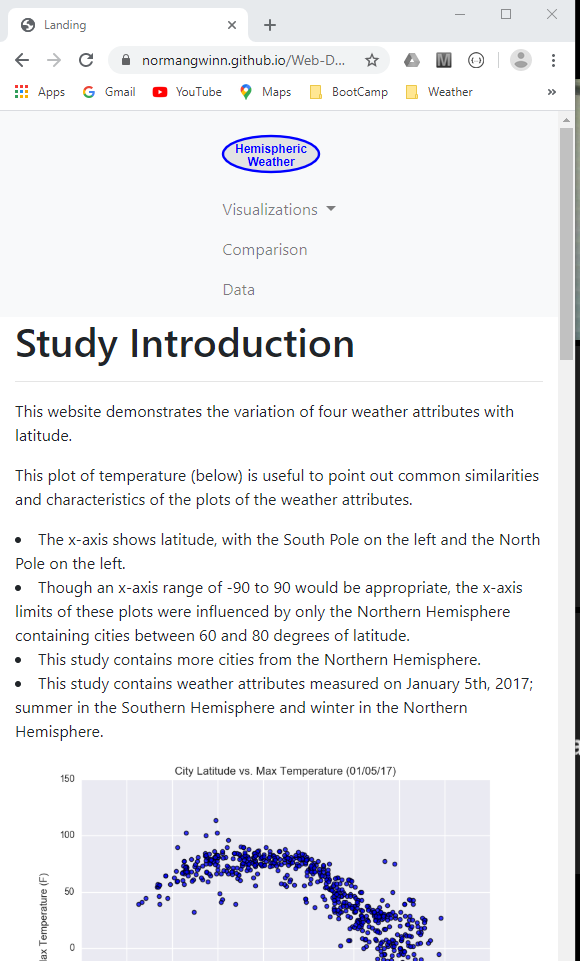 Landing
normangwinn.github.io/Web-D...
Apps Gmail YouTube Maps BootCamp Weather »
Hemispheric
Weather
Visualizations
Comparison
Data
Study Introduction
This website demonstrates the variation of four weather attributes with
latitude.
This plot of temperature (below) is useful to point out common similarities
and characteristics of the plots of the weather attributes.
• The x-axis shows latitude, with the South Pole on the left and the North
Pole on the left.
• Though an x-axis range of -90 to 90 would be appropriate, the x-axis
limits of these plots were influenced by only the Northern Hemisphere
containing cities between 60 and 80 degrees of latitude.
• This study contains more cities from the Northern Hemisphere.
• This study contains weather attributes measured on January 5th, 2017;
summer in the Southern Hemisphere and winter in the Northern
Hemisphere.
City Latitude vs. Max Temperature (01/05/17)
150
100
50
0
Temperature (F)